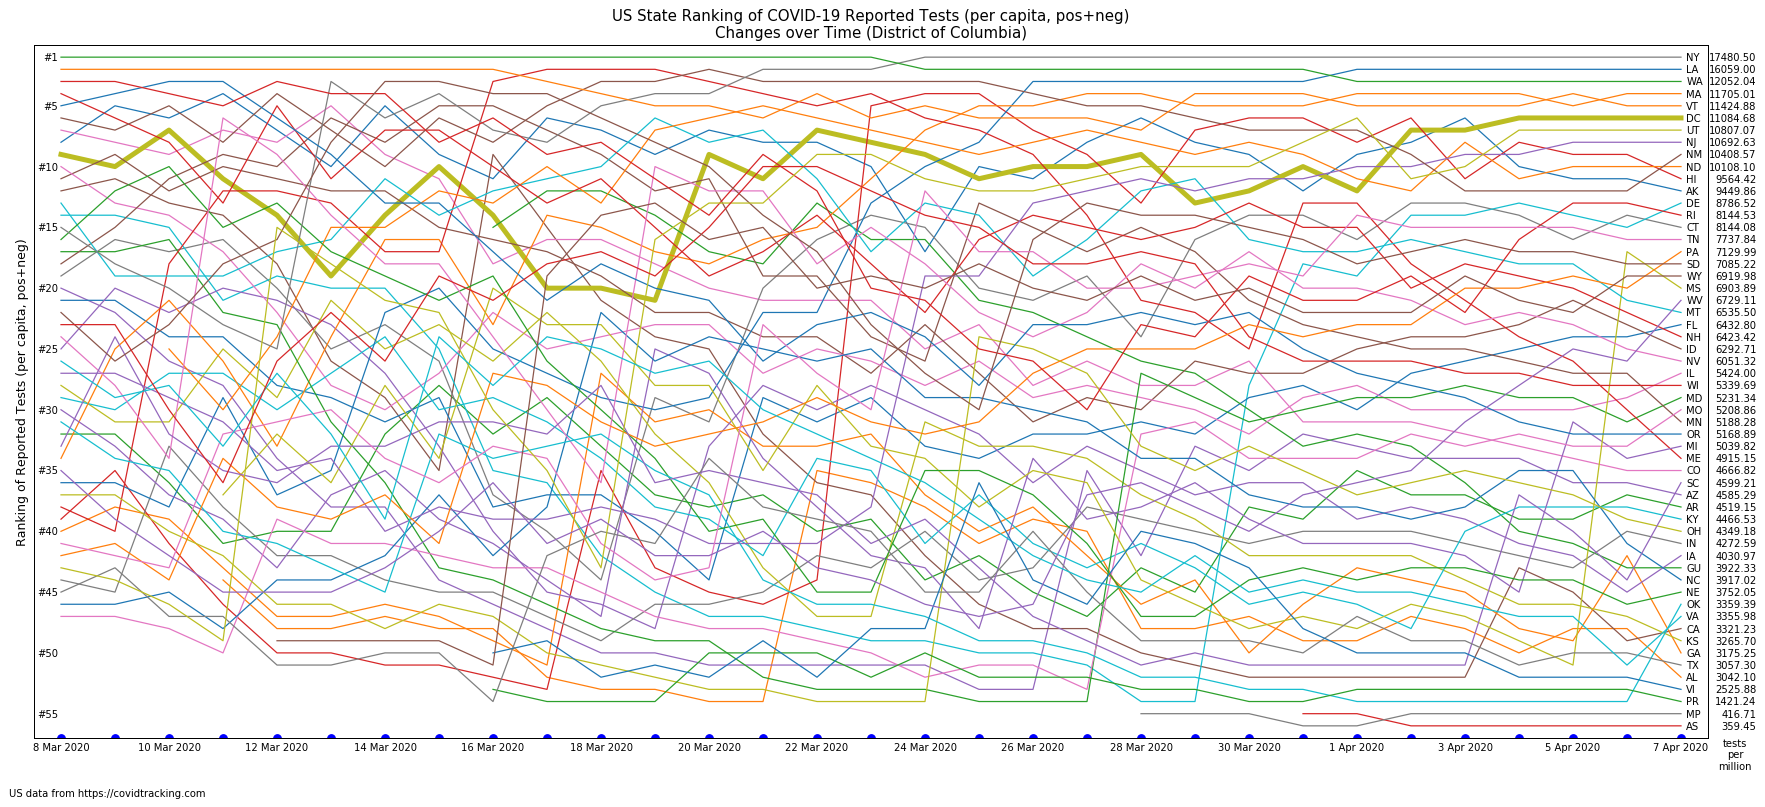 US State Ranking of COVID-19 Reported Tests (per capita, pos+neg)
Changes over Time (District of Columbia)
Ranking of Reported Tests (per capita, pos+neg)
#1
#5
#10
#15
#20
#25
#30
#35
#40
#45
#50
#55
NY 17480.50
LA 16059.00
WA 12052.04
MA 11705.01
VT 11424.88
DC 11084.68
UT 10807.07
NJ 10692.63
NM 10408.57
ND 10108.10
HI 9564.42
AK 9449.86
DE 8786.52
RI 8144.53
CT 8144.08
TN 7737.84
PA 7129.99
SD 7085.22
WY 6919.98
MS 6903.89
WV 6729.11
MT 6535.50
FL 6432.80
NH 6423.42
ID 6292.71
NV 6051.32
IL 5424.00
WI 5339.69
MD 5231.34
MO 5208.86
MN 5188.28
OR 5168.89
MI 5039.82
ME 4915.15
CO 4666.82
SC 4599.21
AZ 4585.29
AR 4519.15
KY 4466.53
OH 4349.18
IN 4272.59
IA 4030.97
GU 3922.33
NC 3917.02
NE 3752.05
OK 3359.39
VA 3355.98
CA 3321.23
KS 3265.70
GA 3175.25
TX 3057.30
AL 3042.10
VI 2525.88
PR 1421.24
MP 416.71
AS 359.45
8 Mar 2020 10 Mar 2020 12 Mar 2020 14 Mar 2020 16 Mar 2020 18 Mar 2020 20 Mar 2020 22 Mar 2020 24 Mar 2020 26 Mar 2020 28 Mar 2020 30 Mar 2020 1 Apr 2020 3 Apr 2020 5 Apr 2020 7 Apr 2020
tests
per
million
US data from https://covidtracking.com